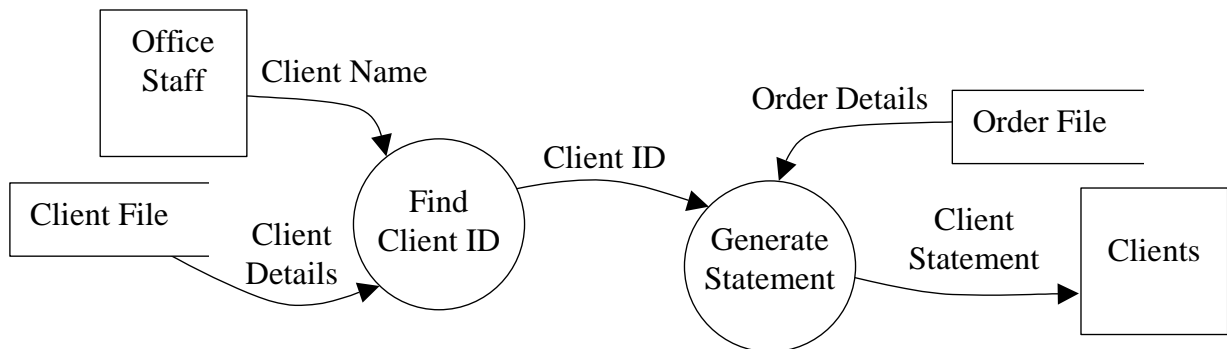 Office
Staff
Client Name
Order Details
Order File
Client ID
Client File
Find
Client ID
Client
Details
Generate
Statement
Client
Statement
Clients